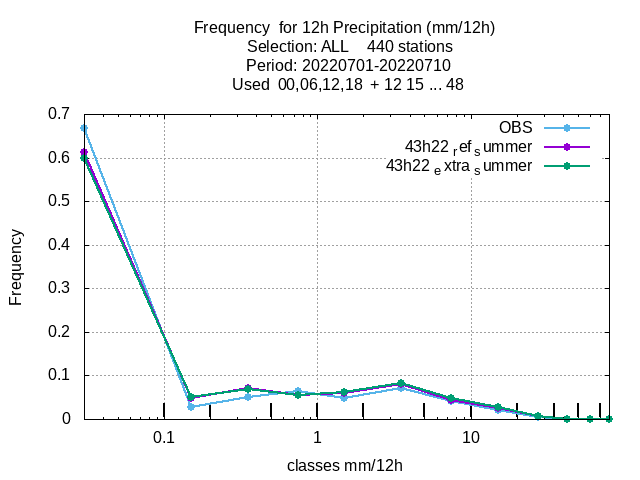 Frequency  for 12h Precipitation (mm/12h)
Selection: ALL    440 stations
Period: 20220701-20220710
Used  00,06,12,18  + 12 15 ... 48
0.7
0.6
0.5
0.4
0.3
0.2
0.1
0
Frequency
OBS
43h22 ref summer
43h22 extra summer
0.1
1
10
classes mm/12h